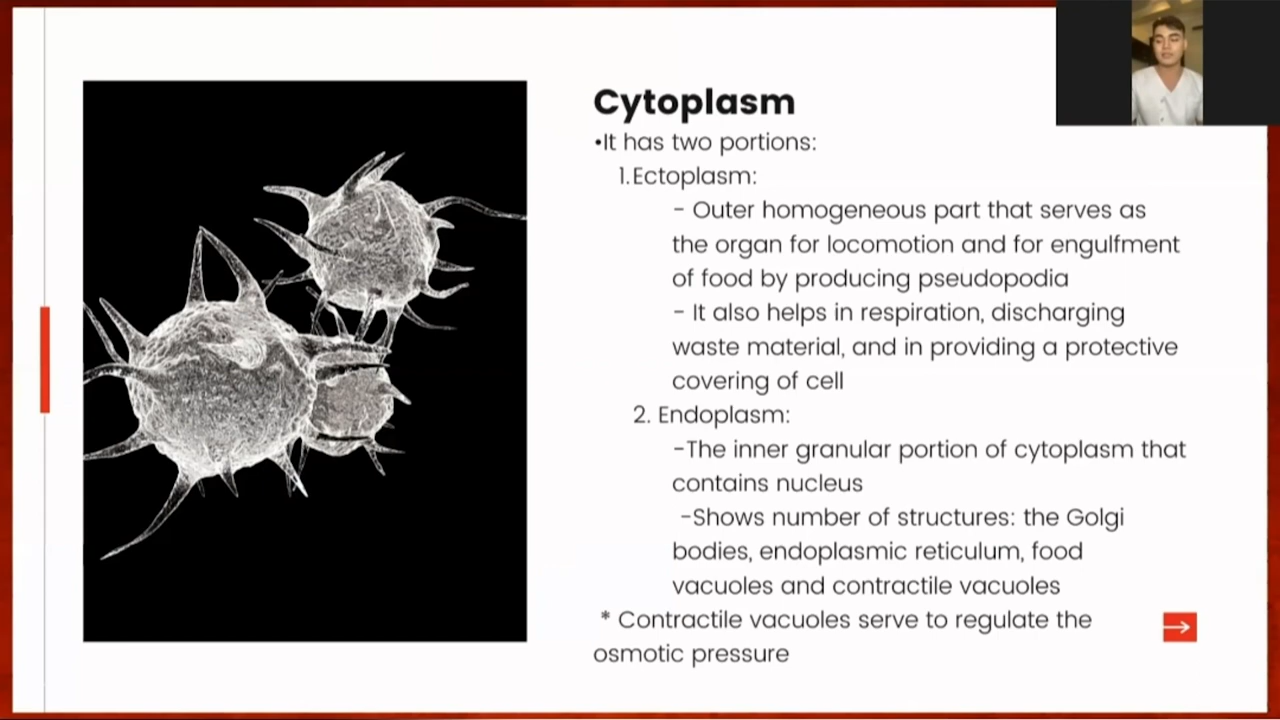 Cytoplasm
•It has two portions:
1.Ectoplasm:
- Outer homogeneous part that serves as
the organ for locomotion and for engulfment
of food by producing pseudopodia
- It also helps in respiration, discharging
waste material, and in providing a protective
covering of cell
2. Endoplasm:
-The inner granular portion of cytoplasm that
contains nucleus
-Shows number of structures: the Golgi
bodies, endoplasmic reticulum, food
vacuoles and contractile vacuoles
* Contractile vacuoles serve to regulate the
osmotic pressure